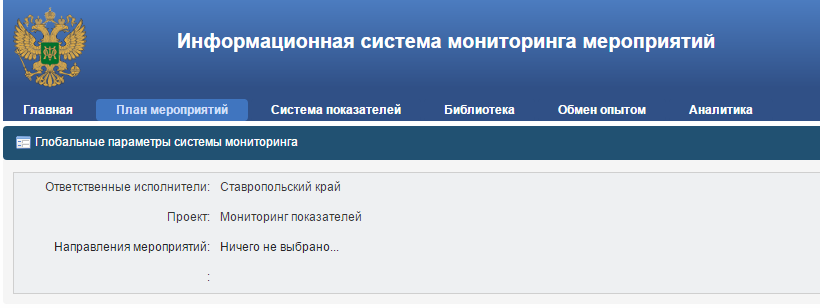 Информационная система мониторинга мероприятий
Главная План мероприятий Система показателей Библиотека Обмен опытом Аналитика
Глобальные параметры системы мониторинга
Ответственные исполнители: Ставропольский край
Проект: Мониторинг показателей
Направления мероприятий: Ничего не выбрано...
: